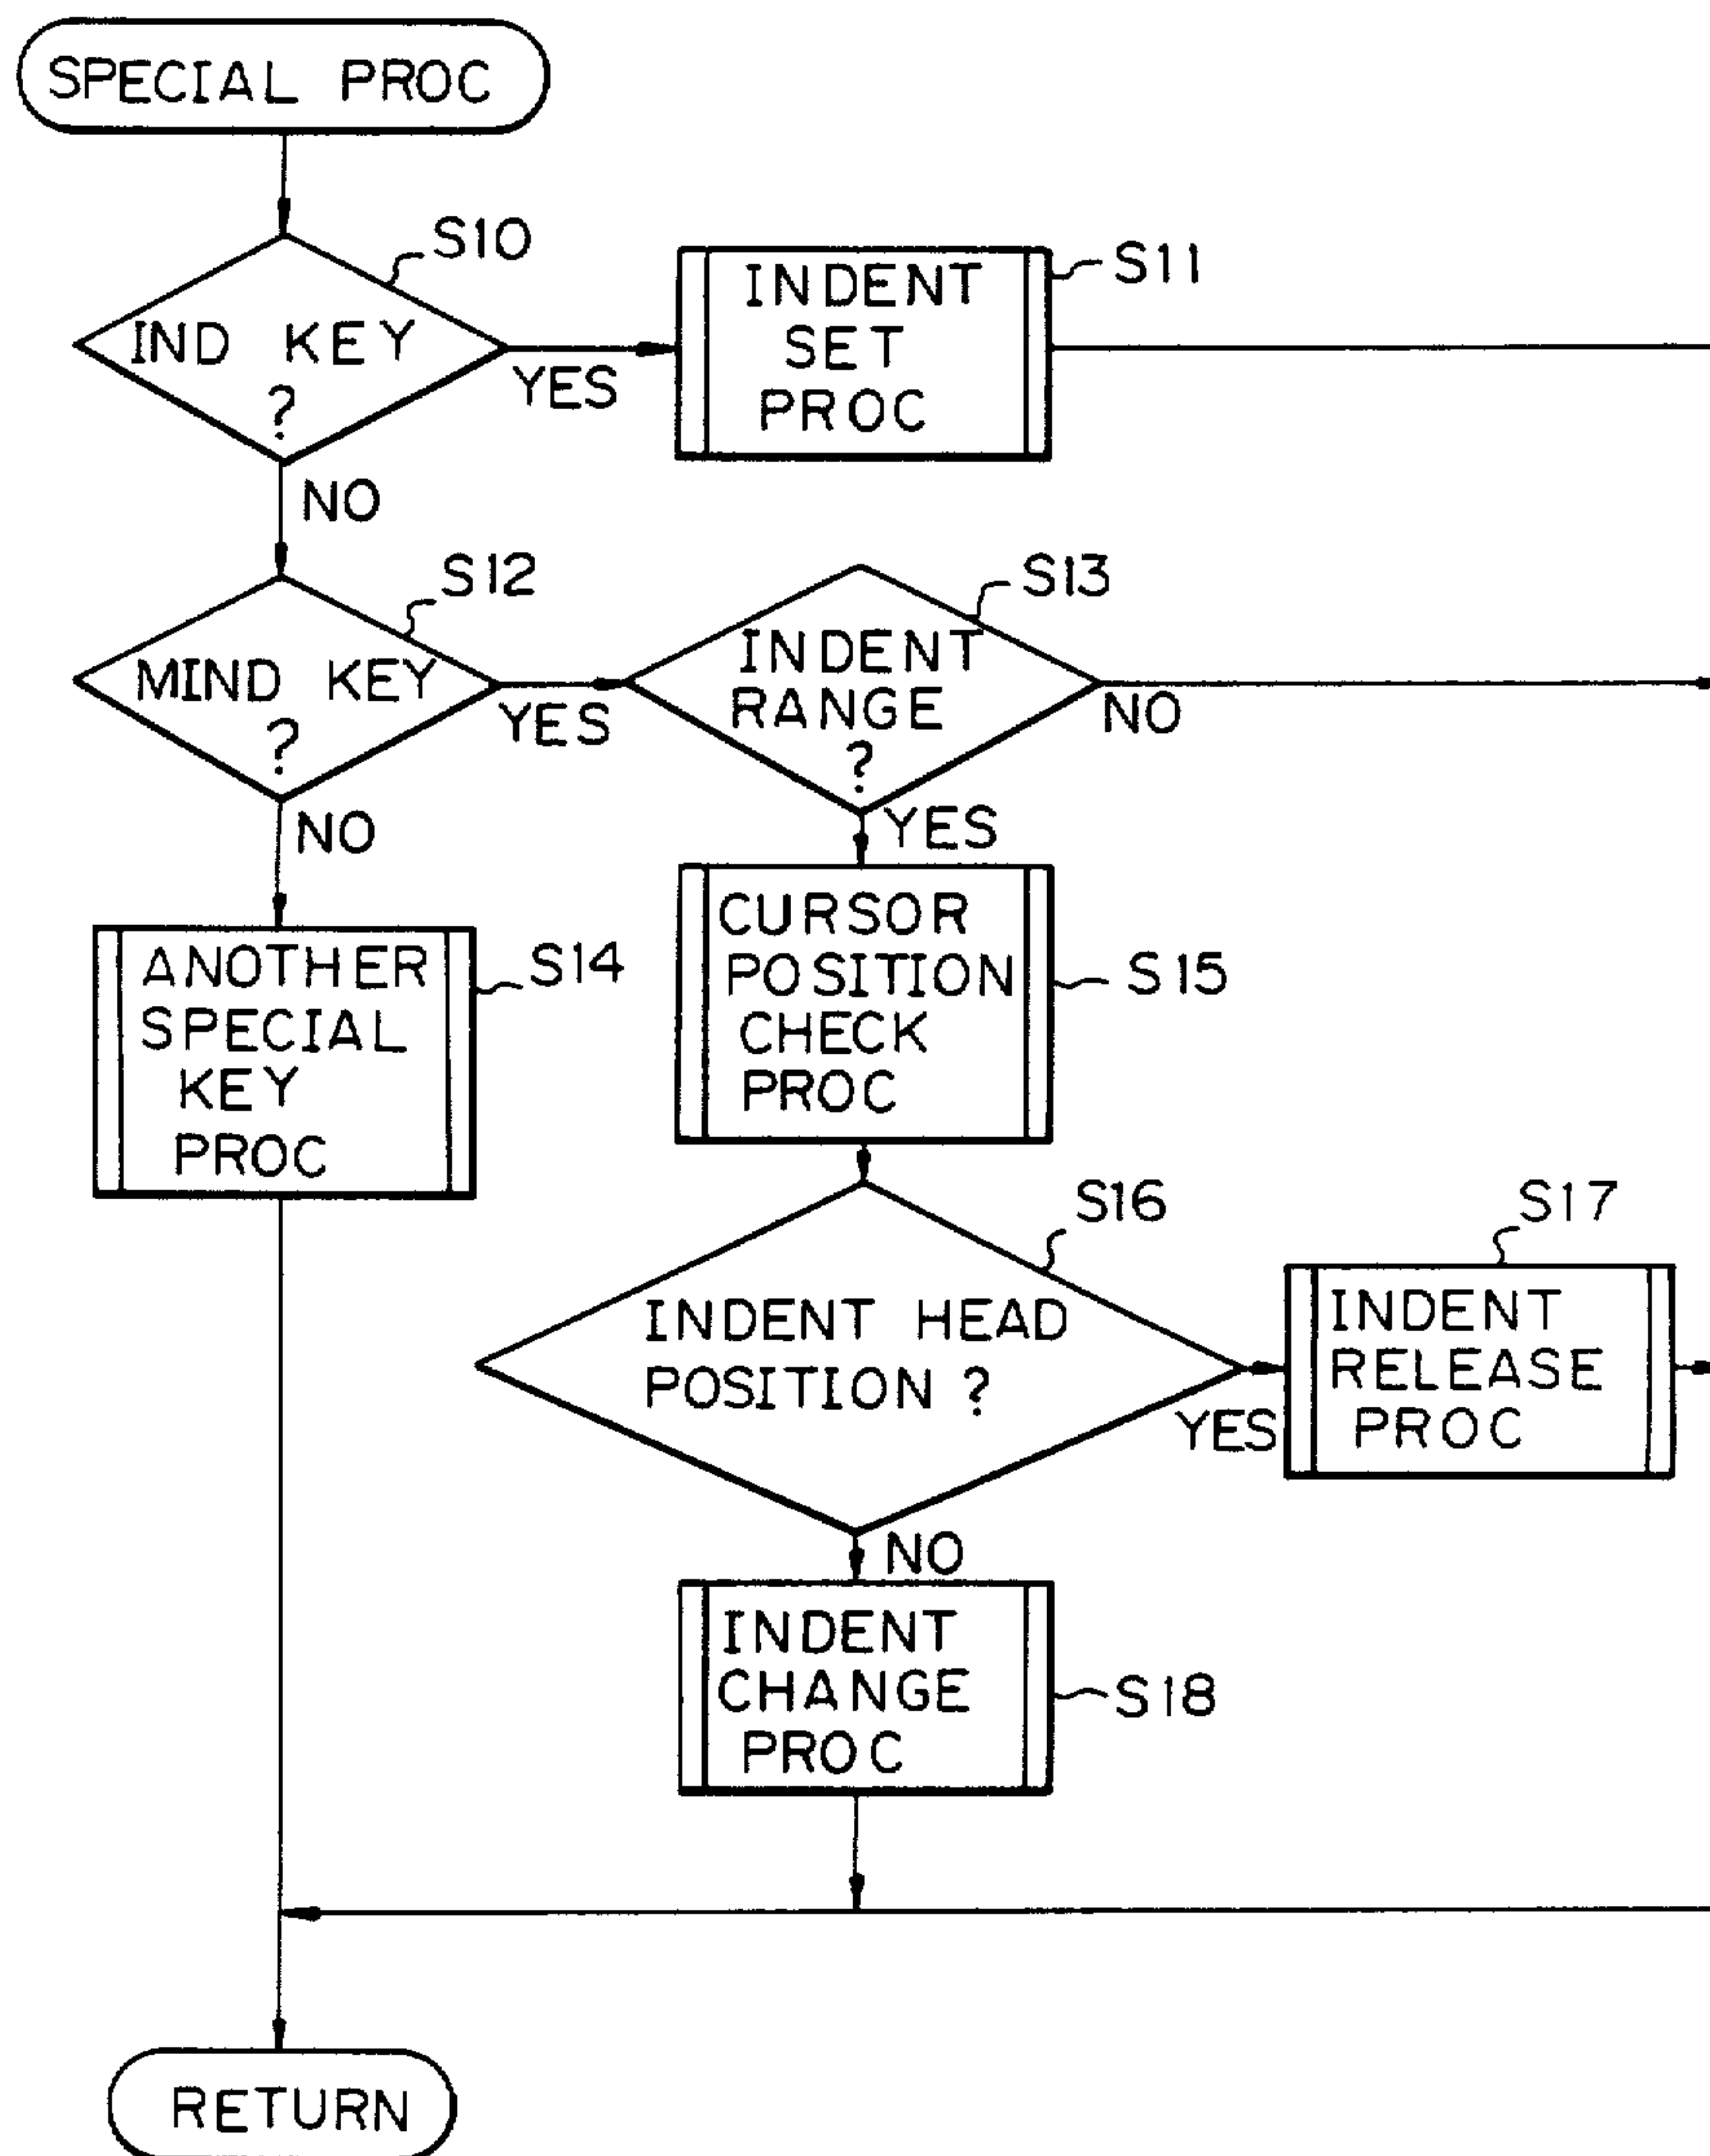 SPECIAL PROC
S10
IND KEY
?
YES
NO
S11
INDENT
SET
PROC
S12
MIND KEY
?
YES
NO
S13
INDENT
RANGE
?
NO
YES
ANOTHER
SPECIAL
KEY
PROC
S14
CURSOR
POSITION
CHECK
PROC
S15
S16
INDENT HEAD
POSITION ?
YES
NO
S17
INDENT
RELEASE
PROC
INDENT
CHANGE
PROC
S18
RETURN